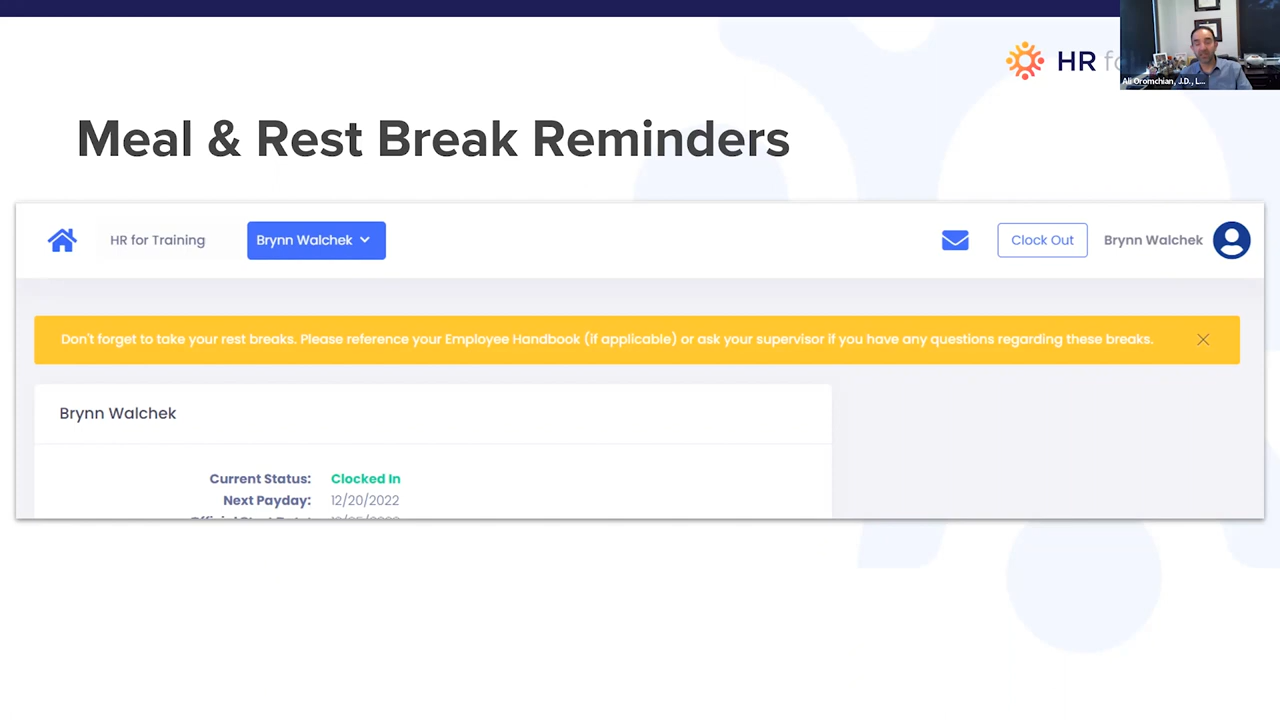 HR
Ali Oromchian, J.D., L...
Meal & Rest Break Reminders
HR for Training
Brynn Walchek
Clock Out
Brynn Walchek
Don't forget to take your rest breaks. Please reference your Employee Handbook (if applicable) or ask your supervisor if you have any questions regarding these breaks.
Brynn Walchek
Current Status: Clocked In
Next Payday: 12/20/2022